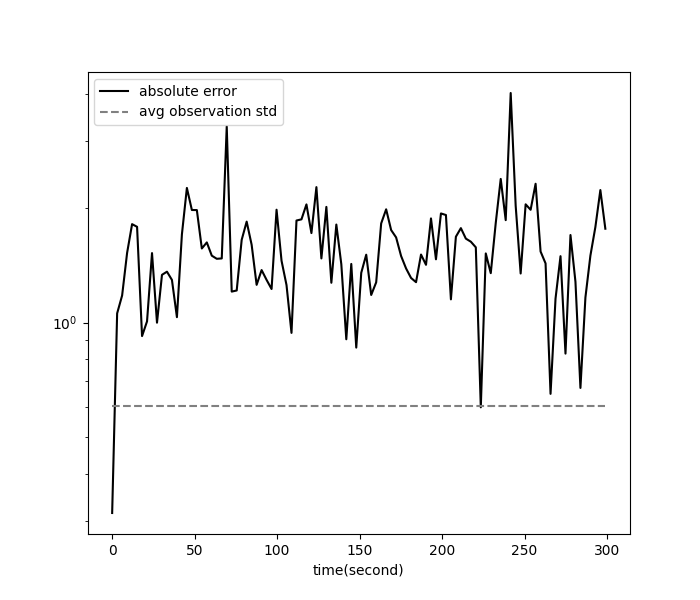 absolute error
avg observation std
10⁰
0 50 100 150 200 250 300
time(second)